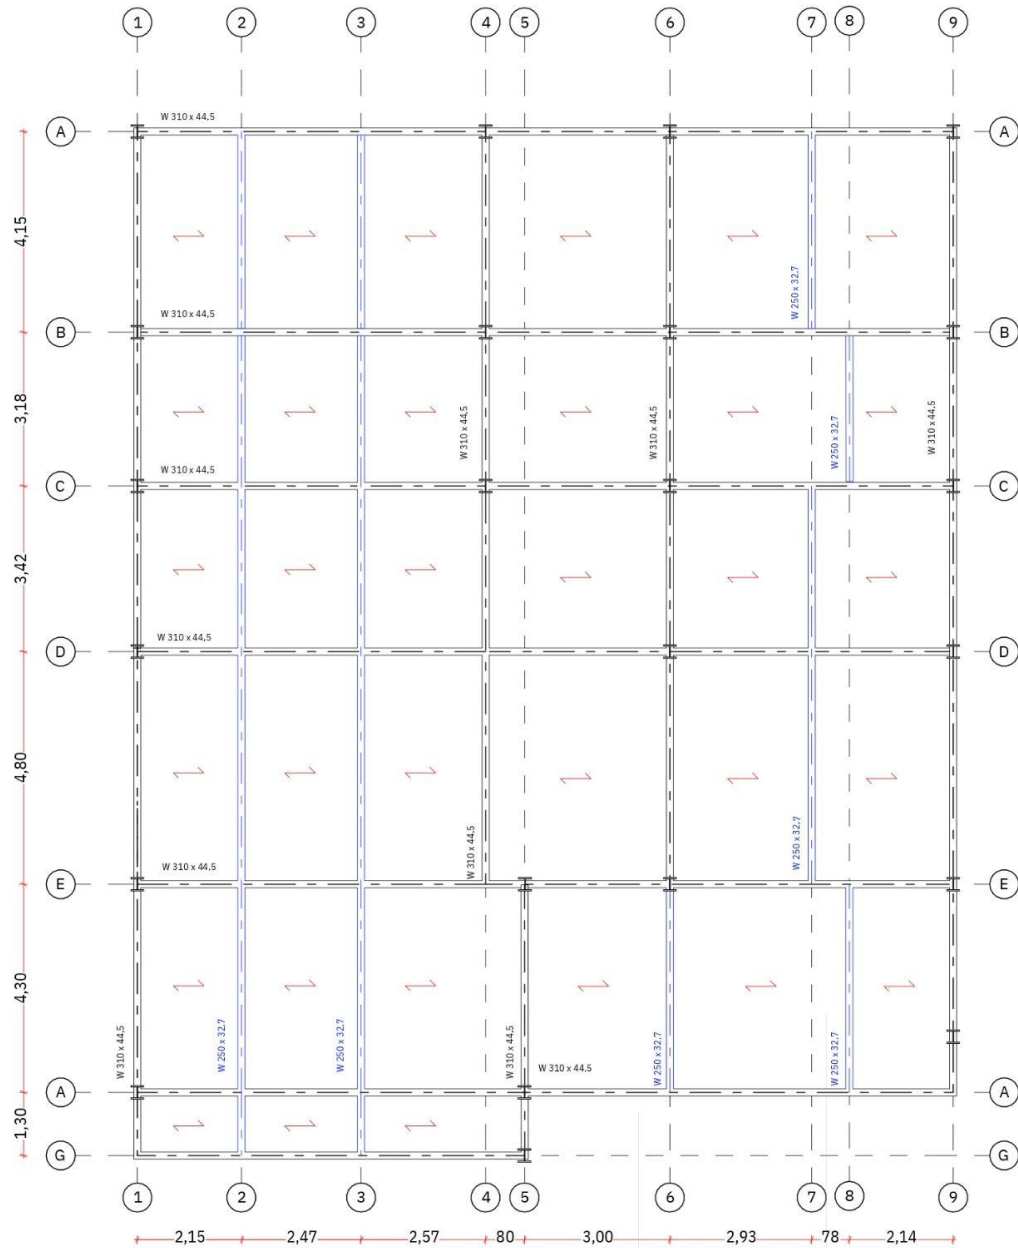 1 2 3 4 5 6 7 8 9
W 310 x 44,5
A A
4,15
W 250 x 32,7
W 310 x 44,5
B B
3,18
W 310 x 44,5
W 310 x 44,5
W 250 x 32,7
W 310 x 44,5
W 310 x 44,5
C C
3,42
W 310 x 44,5
D D
4,80
W 310 x 44,5
W 250 x 32,7
W 310 x 44,5
E E
4,30
W 310 x 44,5
W 250 x 32,7
W 250 x 32,7
W 310 x 44,5
W 310 x 44,5
W 250 x 32,7
W 250 x 32,7
A A
1,30
G G
1 2 3 4 5 6 7 8 9
2,15 2,47 2,57 80 3,00 2,93 78 2,14